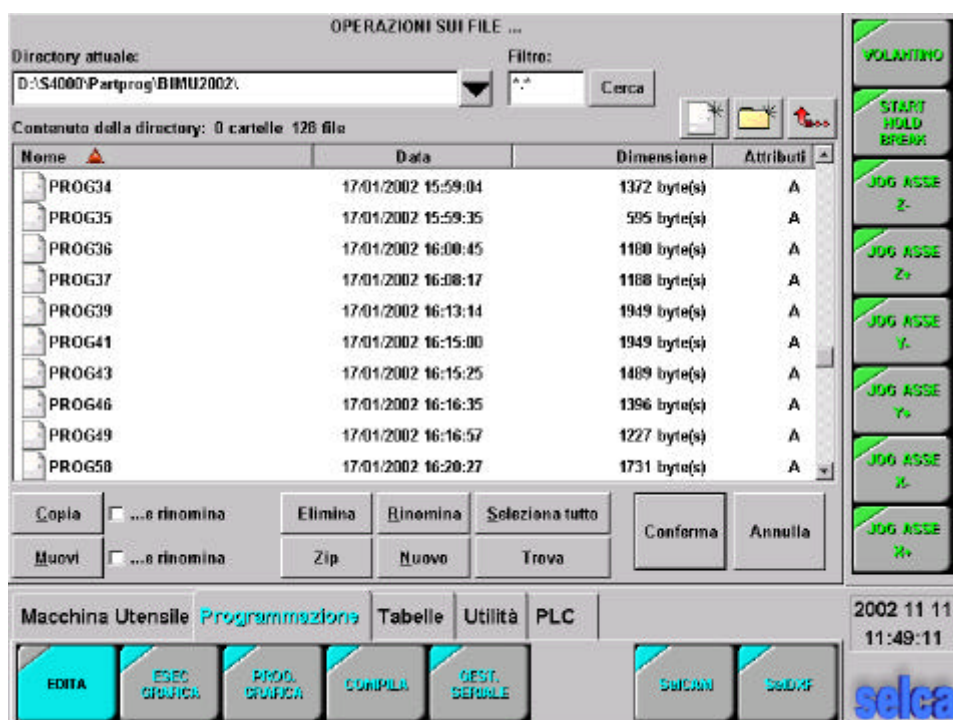 OPERAZIONI SUI FILE ...
Directory attuale:
Filtro:
D:\S4000\Partprog\BIMU2002\.
*.*
Cerca
Contenuto della directory: 0 cartelle 126 file
Nome Data Dimensione Attributi
PROG34 17/01/2002 15:59:04 1372 byte(s) A
PROG35 17/01/2002 15:59:35 595 byte(s) A
PROG36 17/01/2002 16:00:45 1180 byte(s) A
PROG37 17/01/2002 16:08:17 1188 byte(s) A
PROG39 17/01/2002 16:13:14 1949 byte(s) A
PROG41 17/01/2002 16:15:00 1949 byte(s) A
PROG43 17/01/2002 16:15:25 1489 byte(s) A
PROG46 17/01/2002 16:16:35 1396 byte(s) A
PROG49 17/01/2002 16:16:57 1227 byte(s) A
PROG58 17/01/2002 16:20:27 1731 byte(s) A
Copia ...e rinomina Elimina Rinomina Seleziona tutto
Muovi ...e rinomina Zip Nuovo Trova
Conferma Annulla
VOLANTINO
START
HOLD
BREAK
JOG ASSE
Z-
JOG ASSE
Z+
JOG ASSE
Y-
JOG ASSE
Y+
JOG ASSE
X-
JOG ASSE
X+
Macchina Utensile Programmazione Tabelle Utilità PLC
2002 11 11
11:49:11
EDITA
ESEC
GRAFICA
PROG.
GRAFICA
COMPILA
GEST.
SERIALE
SelCAM
SelDXF
selca